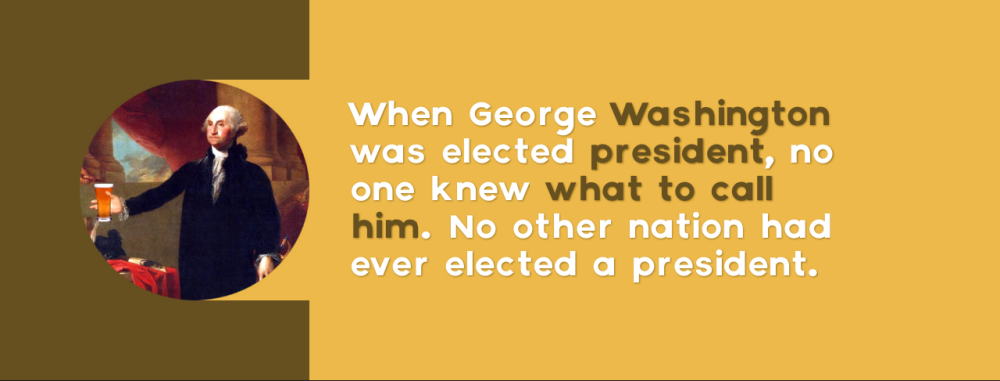 When George Washington
was elected president, no
one knew what to call
him. No other nation had
ever elected a president.